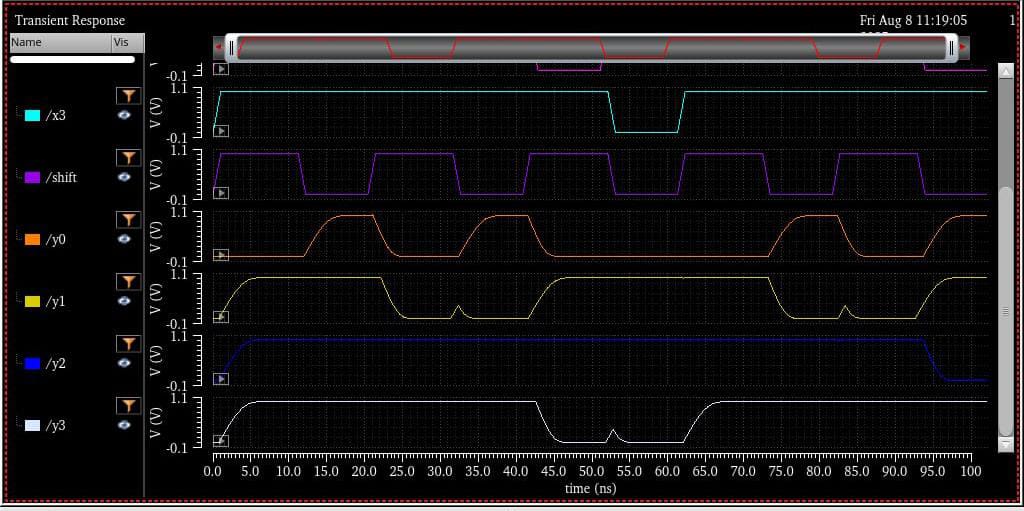 Transient Response
Fri Aug 8 11:19:05
1
Name Vis
-0.1
/x3
1.1
V (V)
-0.1
/shift
1.1
V (V)
-0.1
/y0
1.1
V (V)
-0.1
/y1
1.1
V (V)
-0.1
/y2
1.1
V (V)
-0.1
/y3
1.1
V (V)
-0.1
0.0 5.0 10.0 15.0 20.0 25.0 30.0 35.0 40.0 45.0 50.0 55.0 60.0 65.0 70.0 75.0 80.0 85.0 90.0 95.0 100
time (ns)